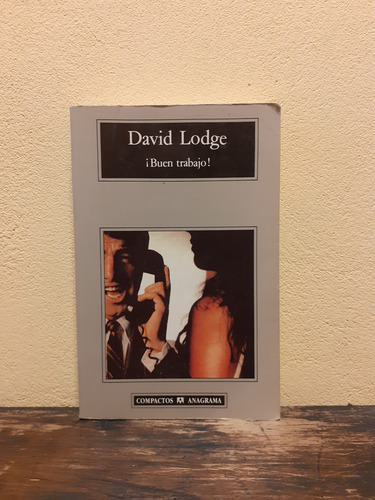 David Lodge
¡Buen trabajo!
COMPACTOS A ANAGRAMA